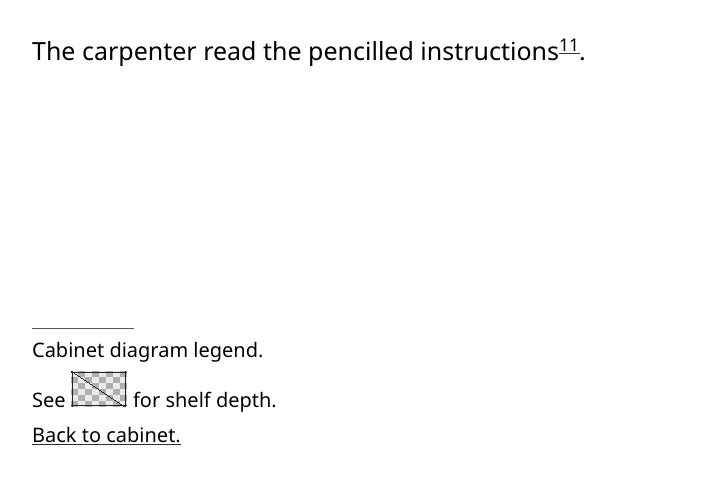 The carpenter read the pencilled instructions11.
Cabinet diagram legend.
See for shelf depth.
Back to cabinet.